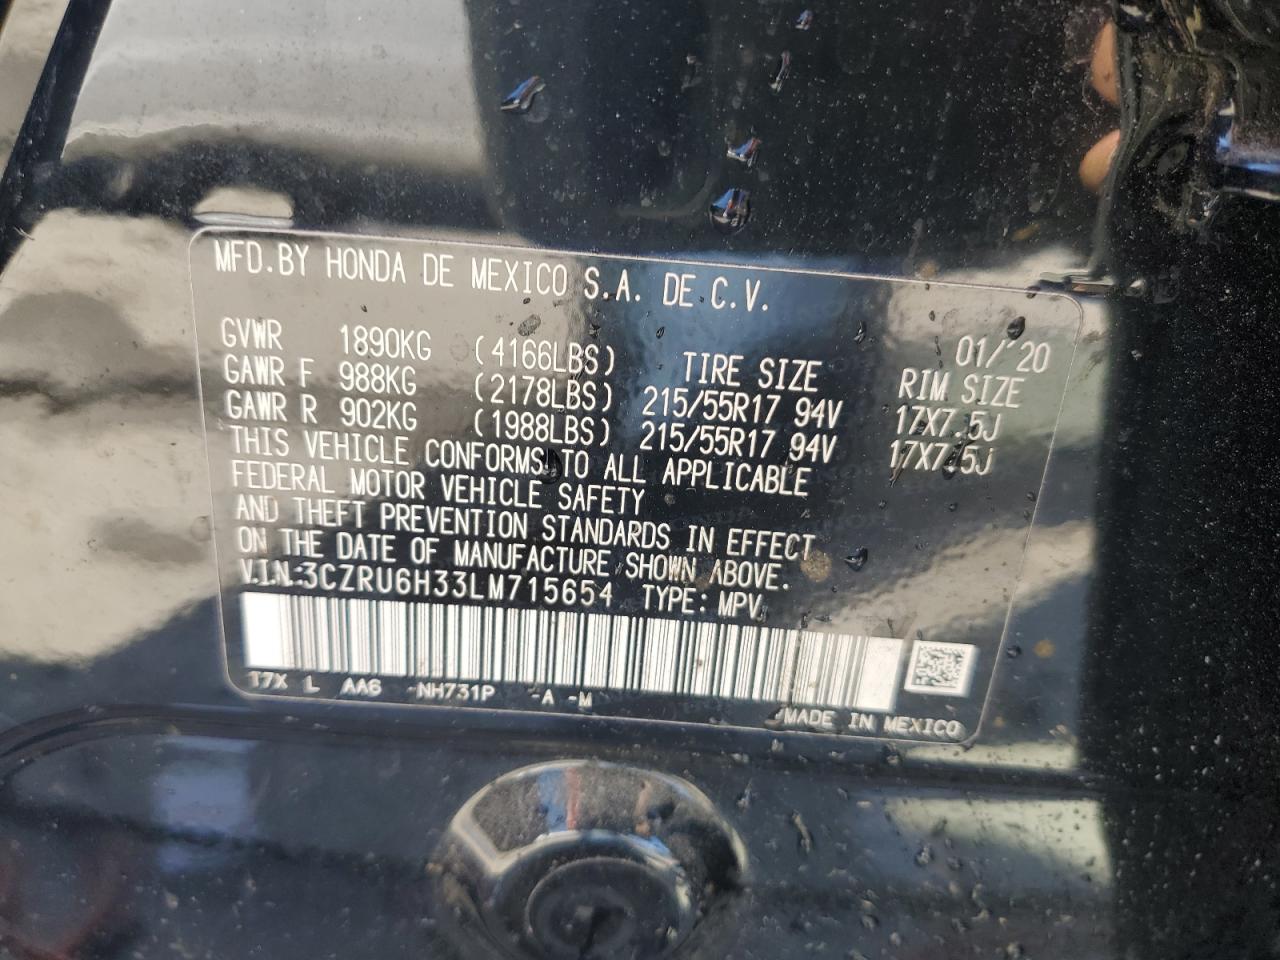 MFD.BY HONDA DE MEXICO S.A. DE C.V.
01/'20
GVWR 1890KG (4166LBS) TIRE SIZE RIM SIZE
GAWR F 988KG (2178LBS) 215/55R17 94V 17X7.5J
GAWR R 902KG (1988LBS) 215/55R17 94V 17X7.5J
THIS VEHICLE CONFORMS TO ALL APPLICABLE
FEDERAL MOTOR VEHICLE SAFETY
AND THEFT PREVENTION STANDARDS IN EFFECT
ON THE DATE OF MANUFACTURE SHOWN ABOVE.
V.I.N:3CZRU6H33LM715654 TYPE: MPV
T7X L AA6 NH731P -A -M
MADE IN MEXICO